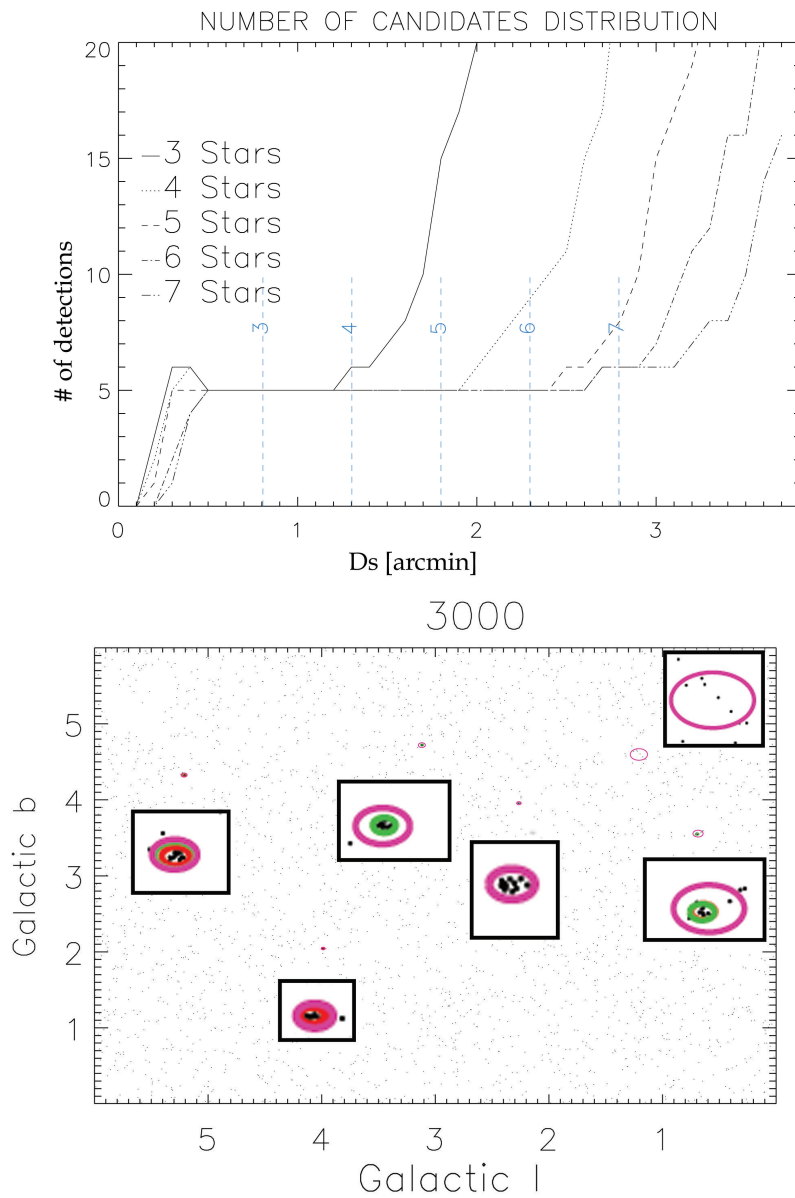 NUMBER OF CANDIDATES DISTRIBUTION
20
15
10
5
0
# of detections
3 Stars
4 Stars
5 Stars
6 Stars
7 Stars
3
4
5
6
7
0
1
2
3
Ds [arcmin]
3000
5
4
3
2
1
Galactic b
5
4
3
2
1
Galactic l